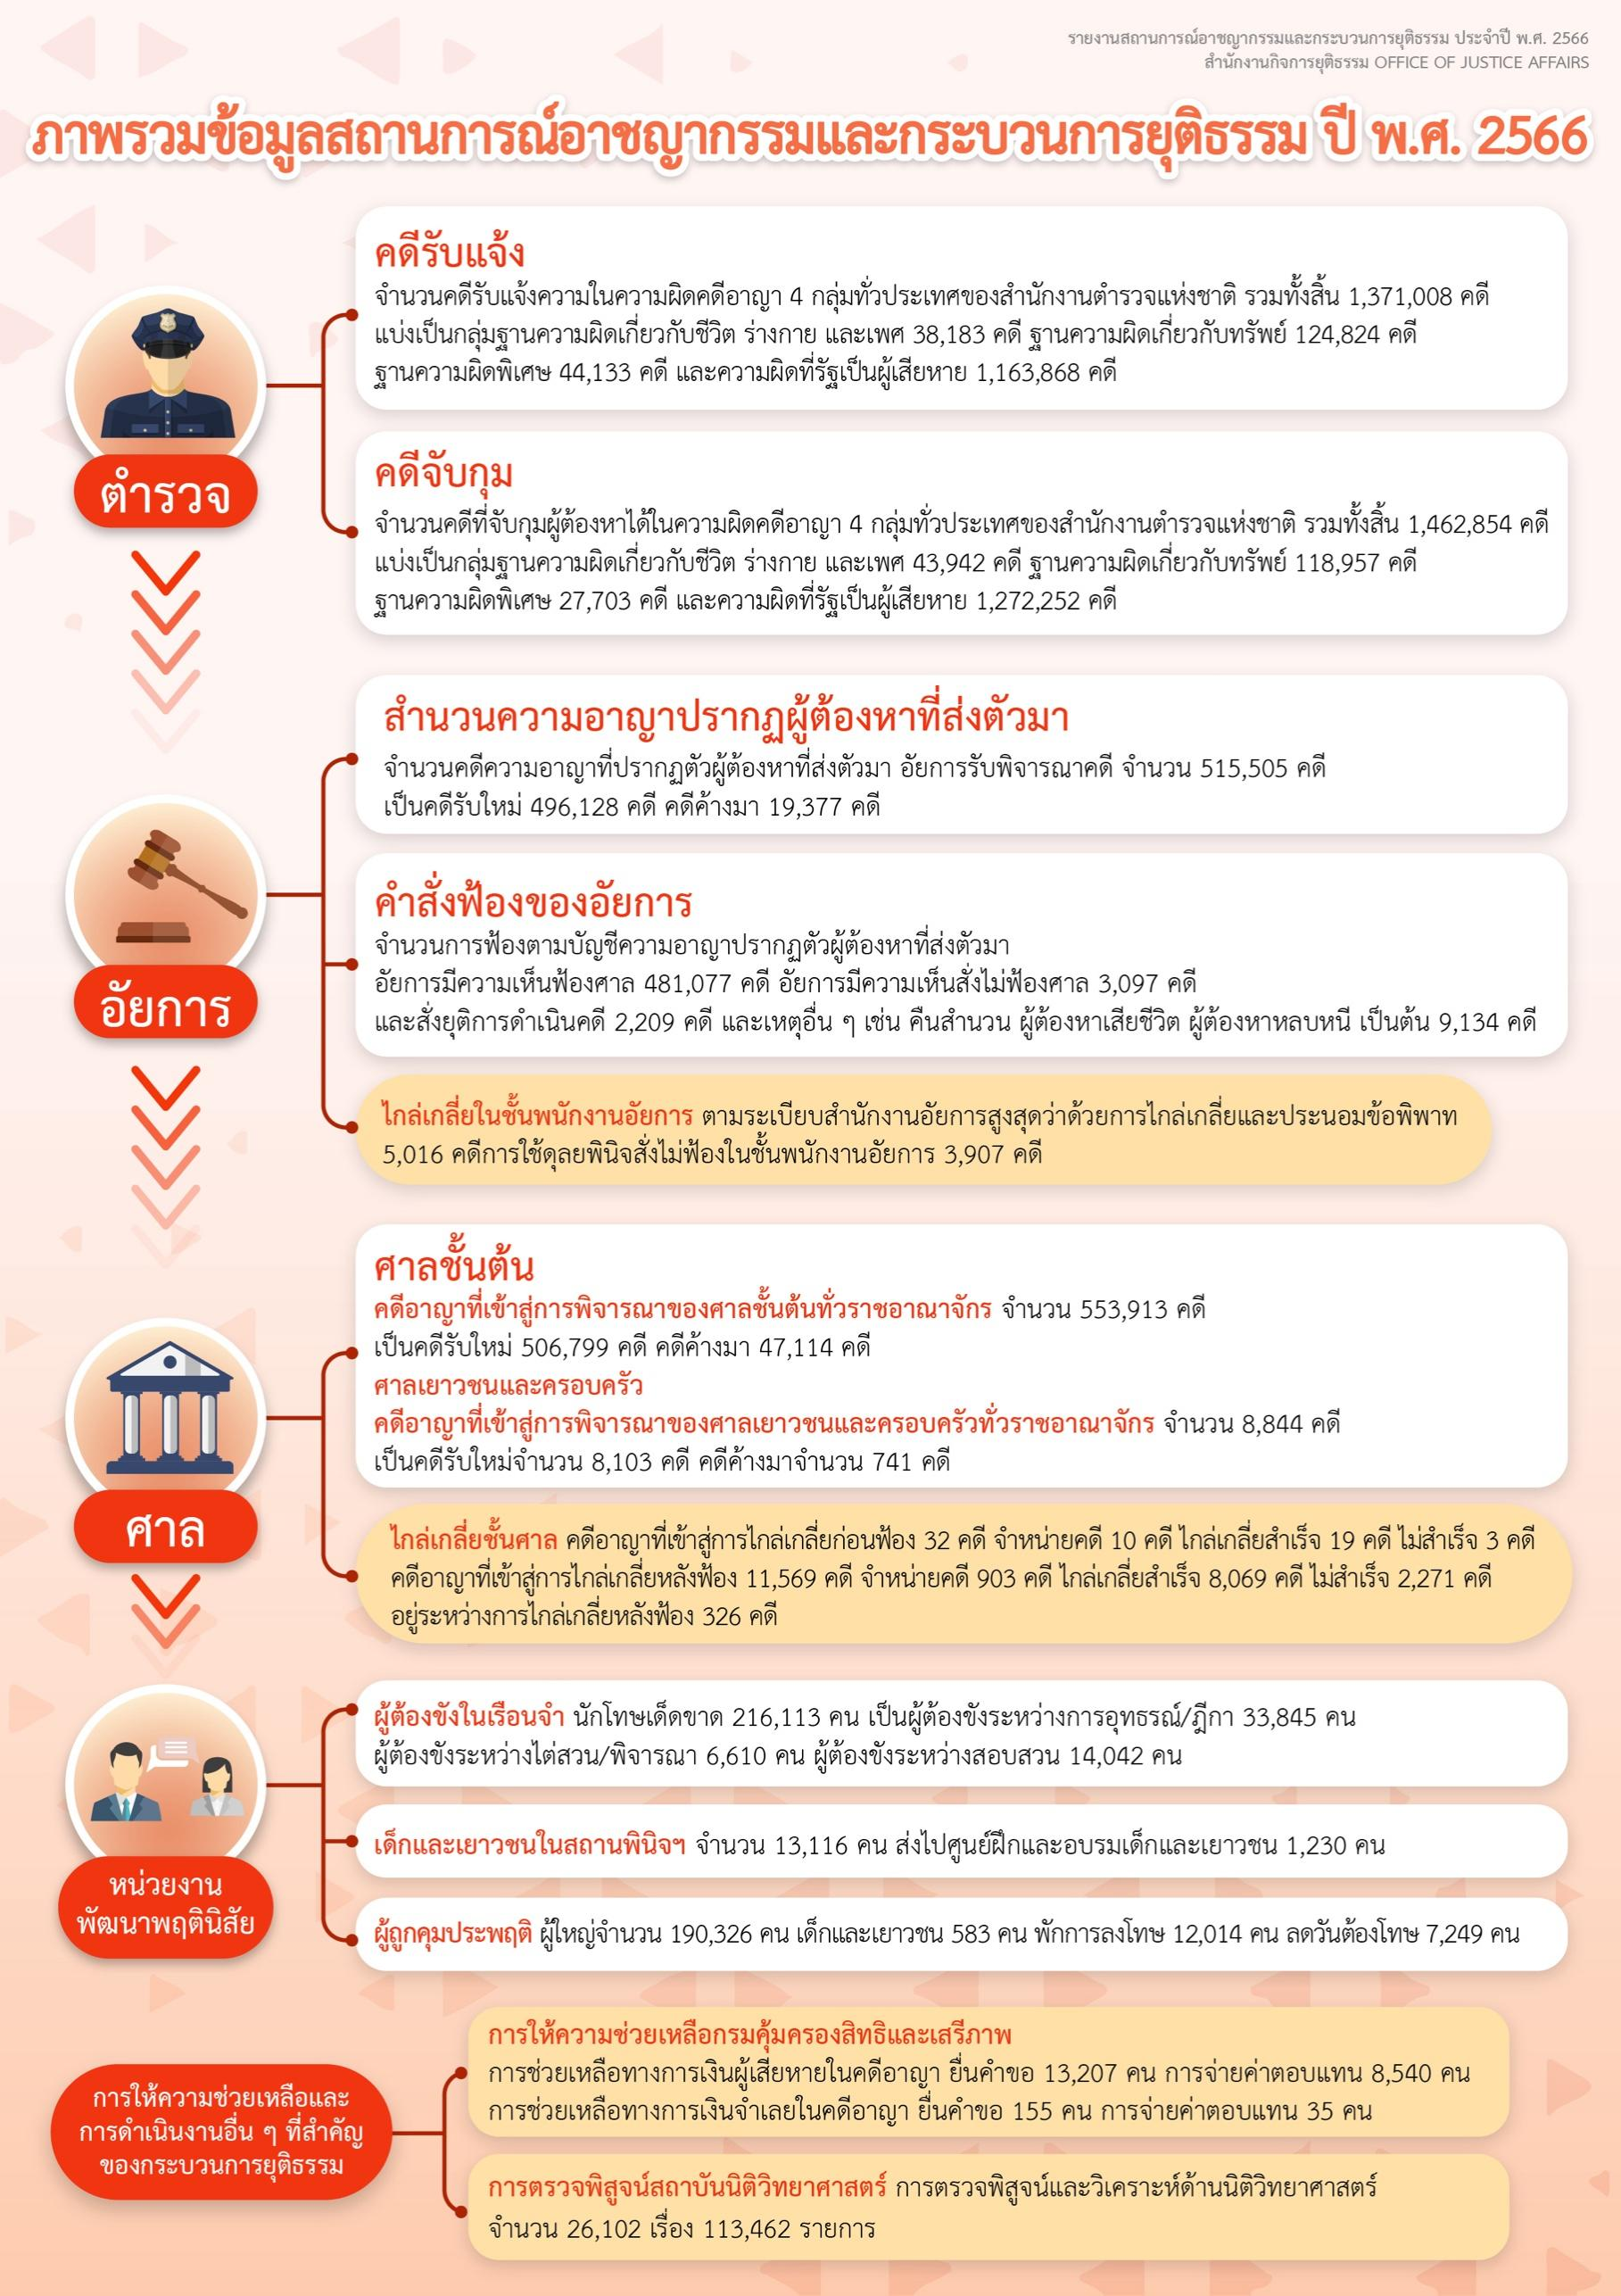 รายงานสถานการณ์อาชญากรรมและกระบวนการยุติธรรม ประจำปี พ.ศ. 2566
สำนักงานกิจการยุติธรรม OFFICE OF JUSTICE AFFAIRS
ภาพรวมข้อมูลสถานการณ์อาชญากรรมและกระบวนการยุติธรรม ปี พ.ศ. 2566
ตำรวจ
คดีรับแจ้ง
จำนวนคดีรับแจ้งความในความผิดคดีอาญา 4 กลุ่มทั่วประเทศของสำนักงานตำรวจแห่งชาติ รวมทั้งสิ้น 1,371,008 คดี
แบ่งเป็นกลุ่มฐานความผิดเกี่ยวกับชีวิต ร่างกาย และเพศ 38,183 คดี ฐานความผิดเกี่ยวกับทรัพย์ 124,824 คดี
ฐานความผิดพิเศษ 44,133 คดี และความผิดที่รัฐเป็นผู้เสียหาย 1,163,868 คดี
คดีจับกุม
จำนวนคดีที่จับกุมผู้ต้องหาได้ในความผิดคดีอาญา 4 กลุ่มทั่วประเทศของสำนักงานตำรวจแห่งชาติ รวมทั้งสิ้น 1,462,854 คดี
แบ่งเป็นกลุ่มฐานความผิดเกี่ยวกับชีวิต ร่างกาย และเพศ 43,942 คดี ฐานความผิดเกี่ยวกับทรัพย์ 118,957 คดี
ฐานความผิดพิเศษ 27,703 คดี และความผิดที่รัฐเป็นผู้เสียหาย 1,272,252 คดี
อัยการ
สำนวนความอาญาปรากฏผู้ต้องหาที่ส่งตัวมา
จำนวนคดีความอาญาที่ปรากฏตัวผู้ต้องหาที่ส่งตัวมา อัยการรับพิจารณาคดี จำนวน 515,505 คดี
เป็นคดีรับใหม่ 496,128 คดี คดีค้างมา 19,377 คดี
คำสั่งฟ้องของอัยการ
จำนวนการฟ้องตามบัญชีความอาญาปรากฏตัวผู้ต้องหาที่ส่งตัวมา
อัยการมีความเห็นฟ้องศาล 481,077 คดี อัยการมีความเห็นสั่งไม่ฟ้องศาล 3,097 คดี
และสั่งยุติการดำเนินคดี 2,209 คดี และเหตุอื่น ๆ เช่น คืนสำนวน ผู้ต้องหาเสียชีวิต ผู้ต้องหาหลบหนี เป็นต้น 9,134 คดี
ไกล่เกลี่ยในชั้นพนักงานอัยการ ตามระเบียบสำนักงานอัยการสูงสุดว่าด้วยการไกล่เกลี่ยและประนอมข้อพิพาท
5,016 คดีการใช้ดุลยพินิจสั่งไม่ฟ้องในชั้นพนักงานอัยการ 3,907 คดี
ศาล
ศาลชั้นต้น
คดีอาญาที่เข้าสู่การพิจารณาของศาลชั้นต้นทั่วราชอาณาจักร จำนวน 553,913 คดี
เป็นคดีรับใหม่ 506,799 คดี คดีค้างมา 47,114 คดี
ศาลเยาวชนและครอบครัว
คดีอาญาที่เข้าสู่การพิจารณาของศาลเยาวชนและครอบครัวทั่วราชอาณาจักร จำนวน 8,844 คดี
เป็นคดีรับใหม่จำนวน 8,103 คดี คดีค้างมาจำนวน 741 คดี
ไกล่เกลี่ยชั้นศาล คดีอาญาที่เข้าสู่การไกล่เกลี่ยก่อนฟ้อง 32 คดี จำหน่ายคดี 10 คดี ไกล่เกลี่ยสำเร็จ 19 คดี ไม่สำเร็จ 3 คดี
คดีอาญาที่เข้าสู่การไกล่เกลี่ยหลังฟ้อง 11,569 คดี จำหน่ายคดี 903 คดี ไกล่เกลี่ยสำเร็จ 8,069 คดี ไม่สำเร็จ 2,271 คดี
อยู่ระหว่างการไกล่เกลี่ยหลังฟ้อง 326 คดี
หน่วยงาน
พัฒนาพฤตินิสัย
ผู้ต้องขังในเรือนจำ นักโทษเด็ดขาด 216,113 คน เป็นผู้ต้องขังระหว่างการอุทธรณ์/ฎีกา 33,845 คน
ผู้ต้องขังระหว่างไต่สวน/พิจารณา 6,610 คน ผู้ต้องขังระหว่างสอบสวน 14,042 คน
เด็กและเยาวชนในสถานพินิจฯ จำนวน 13,116 คน ส่งไปศูนย์ฝึกและอบรมเด็กและเยาวชน 1,230 คน
ผู้ถูกคุมประพฤติ ผู้ใหญ่จำนวน 190,326 คน เด็กและเยาวชน 583 คน พักการลงโทษ 12,014 คน ลดวันต้องโทษ 7,249 คน
การให้ความช่วยเหลือและ
การดำเนินงานอื่น ๆ ที่สำคัญ
ของกระบวนการยุติธรรม
การให้ความช่วยเหลือกรมคุ้มครองสิทธิและเสรีภาพ
การช่วยเหลือทางการเงินผู้เสียหายในคดีอาญา ยื่นคำขอ 13,207 คน การจ่ายค่าตอบแทน 8,540 คน
การช่วยเหลือทางการเงินจำเลยในคดีอาญา ยื่นคำขอ 155 คน การจ่ายค่าตอบแทน 35 คน
การตรวจพิสูจน์สถาบันนิติวิทยาศาสตร์ การตรวจพิสูจน์และวิเคราะห์ด้านนิติวิทยาศาสตร์
จำนวน 26,102 เรื่อง 113,462 รายการ